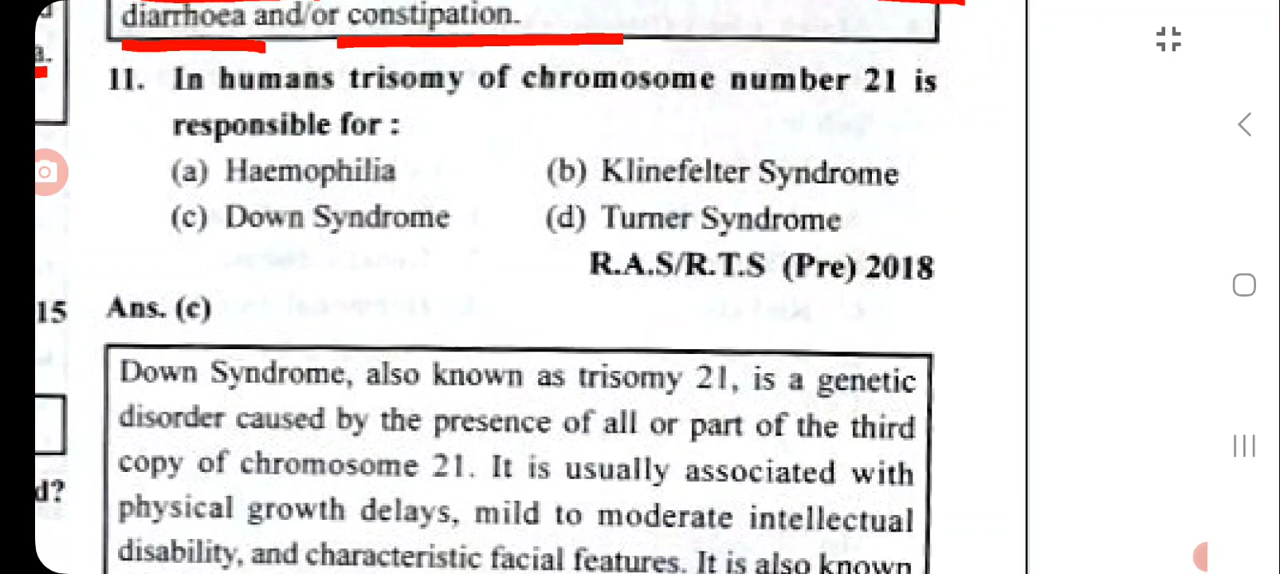 diarrhoea and/or constipation.
a.
11. In humans trisomy of chromosome number 21 is
responsible for :
(a) Haemophilia (b) Klinefelter Syndrome
(c) Down Syndrome (d) Turner Syndrome
R.A.S/R.T.S (Pre) 2018
15
Ans. (c)
Down Syndrome, also known as trisomy 21, is a genetic
disorder caused by the presence of all or part of the third
copy of chromosome 21. It is usually associated with
d?
physical growth delays, mild to moderate intellectual
disability, and characteristic facial features. It is also known